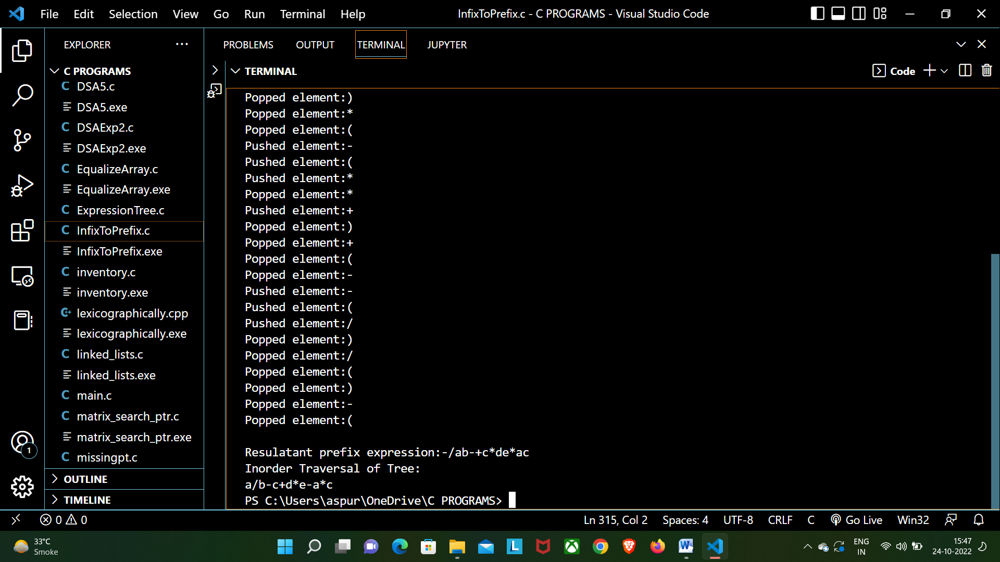 File Edit Selection View Go Run Terminal Help
InfixToPrefix.c - C PROGRAMS - Visual Studio Code
EXPLORER
C PROGRAMS
C DSA5.c
DSA5.exe
C DSAExp2.c
DSAExp2.exe
C EqualizeArray.c
EqualizeArray.exe
C ExpressionTree.c
C InfixToPrefix.c
InfixToPrefix.exe
C inventory.c
inventory.exe
C++ lexicographically.cpp
lexicographically.exe
C linked_lists.c
linked_lists.exe
C main.c
C matrix_search_ptr.c
matrix_search_ptr.exe
C missingpt.c
OUTLINE
TIMELINE
1
PROBLEMS OUTPUT TERMINAL JUPYTER
TERMINAL
Code
Popped element:)
Popped element:*
Popped element:(
Pushed element:-
Pushed element:(
Pushed element:*
Popped element:*
Pushed element:+
Popped element:)
Popped element:+
Popped element:(
Popped element:-
Pushed element:-
Pushed element:(
Pushed element:/
Popped element:)
Popped element:/
Popped element:(
Popped element:)
Popped element:-
Popped element:(
Resulatant prefix expression:-/ab-+c*de*ac
Inorder Traversal of Tree:
a/b-c+d*e-a*c
PS C:\Users\aspur\OneDrive\C PROGRAMS>
0 0
Ln 315, Col 2 Spaces: 4 UTF-8 CRLF C Go Live Win32
33°C
Smoke
L
W
ENG
IN
15:47
24-10-2022